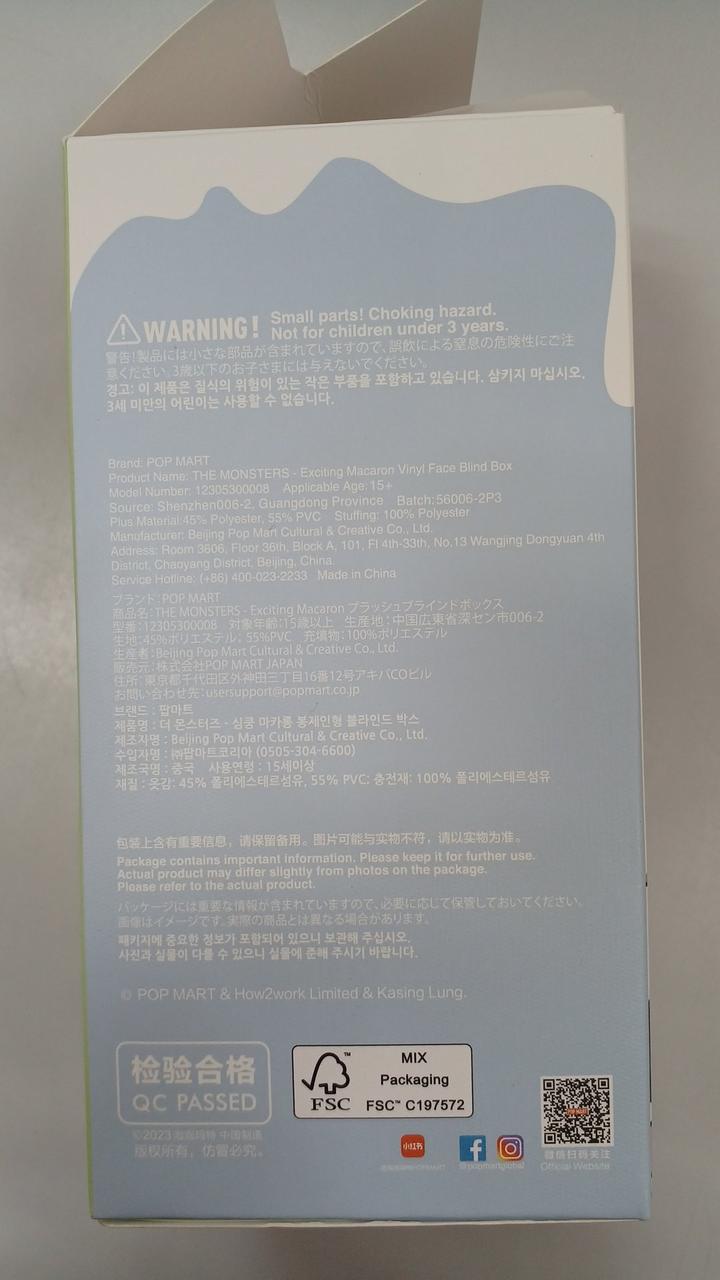 WARNING!
Small parts! Choking hazard.
Not for children under 3 years.
警告!製品には小さな部品が含まれていますので、誤飲による窒息の危険性にご注
意ください。3歳以下のお子さまには与えないでください。
경고: 이 제품은 질식의 위험이 있는 작은 부품을 포함하고 있습니다. 삼키지 마십시오.
3세 미만의 어린이는 사용할 수 없습니다.
Brand: POP MART
Product Name: THE MONSTERS - Exciting Macaron Vinyl Face Blind Box
Model Number: 12305300008 Applicable Age: 15+
Source: Shenzhen006-2, Guangdong Province Batch:56006-2P3
Plus Material:45% Polyester, 55% PVC Stuffing: 100% Polyester
Manufacturer: Beijing Pop Mart Cultural & Creative Co., Ltd.
Address: Room 3606, Floor 36th, Block A, 101, Fl 4th-33th, No.13 Wangjing Dongyuan 4th
District, Chaoyang District, Beijing, China.
Service Hotline: (+86) 400-023-2233 Made in China
ブランド:POP MART
商品名:THE MONSTERS - Exciting Macaron プラッシュブラインドボックス
型番:12305300008 対象年齢:15歳以上 生産地:中国広東省深セン市006-2
生地:45%ポリエステル; 55%PVC 充填物:100%ポリエステル
生産者:Beijing Pop Mart Cultural & Creative Co., Ltd.
販売元:株式会社POP MART JAPAN
住所:東京都千代田区外神田三丁目16番12号アキバCOビル
お問い合わせ先:usersupport@popmart.co.jp
브랜드 : 팝마트
제품명 : 더 몬스터즈 - 심쿵 마카롱 봉제인형 블라인드 박스
제조자명 : Beijing Pop Mart Cultural & Creative Co., Ltd.
수입자명 : ㈜팝마트코리아 (0505-304-6600)
제조국명 : 중국 사용연령 : 15세이상
재질 : 옷감: 45% 폴리에스테르섬유, 55% PVC; 충전재: 100% 폴리에스테르섬유
包装上含有重要信息，请保留备用。图片可能与实物不符，请以实物为准。
Package contains important information. Please keep it for further use.
Actual product may differ slightly from photos on the package.
Please refer to the actual product.
パッケージには重要な情報が含まれていますので、必要に応じて保管しておいてください。
画像はイメージです。実際の商品とは異なる場合があります。
패키지에 중요한 정보가 포함되어 있으니 보관해 주십시오.
사진과 실물이 다를 수 있으니 실물에 준해 주시기 바랍니다.
© POP MART & How2work Limited & Kasing Lung.
检验合格
QC PASSED
FSC™
MIX
Packaging
FSC™ C197572
©2023 泡泡玛特 中国制造
版权所有，仿冒必究。
小红书
@popmartglobal
POP MART
微信扫码关注
Official Website